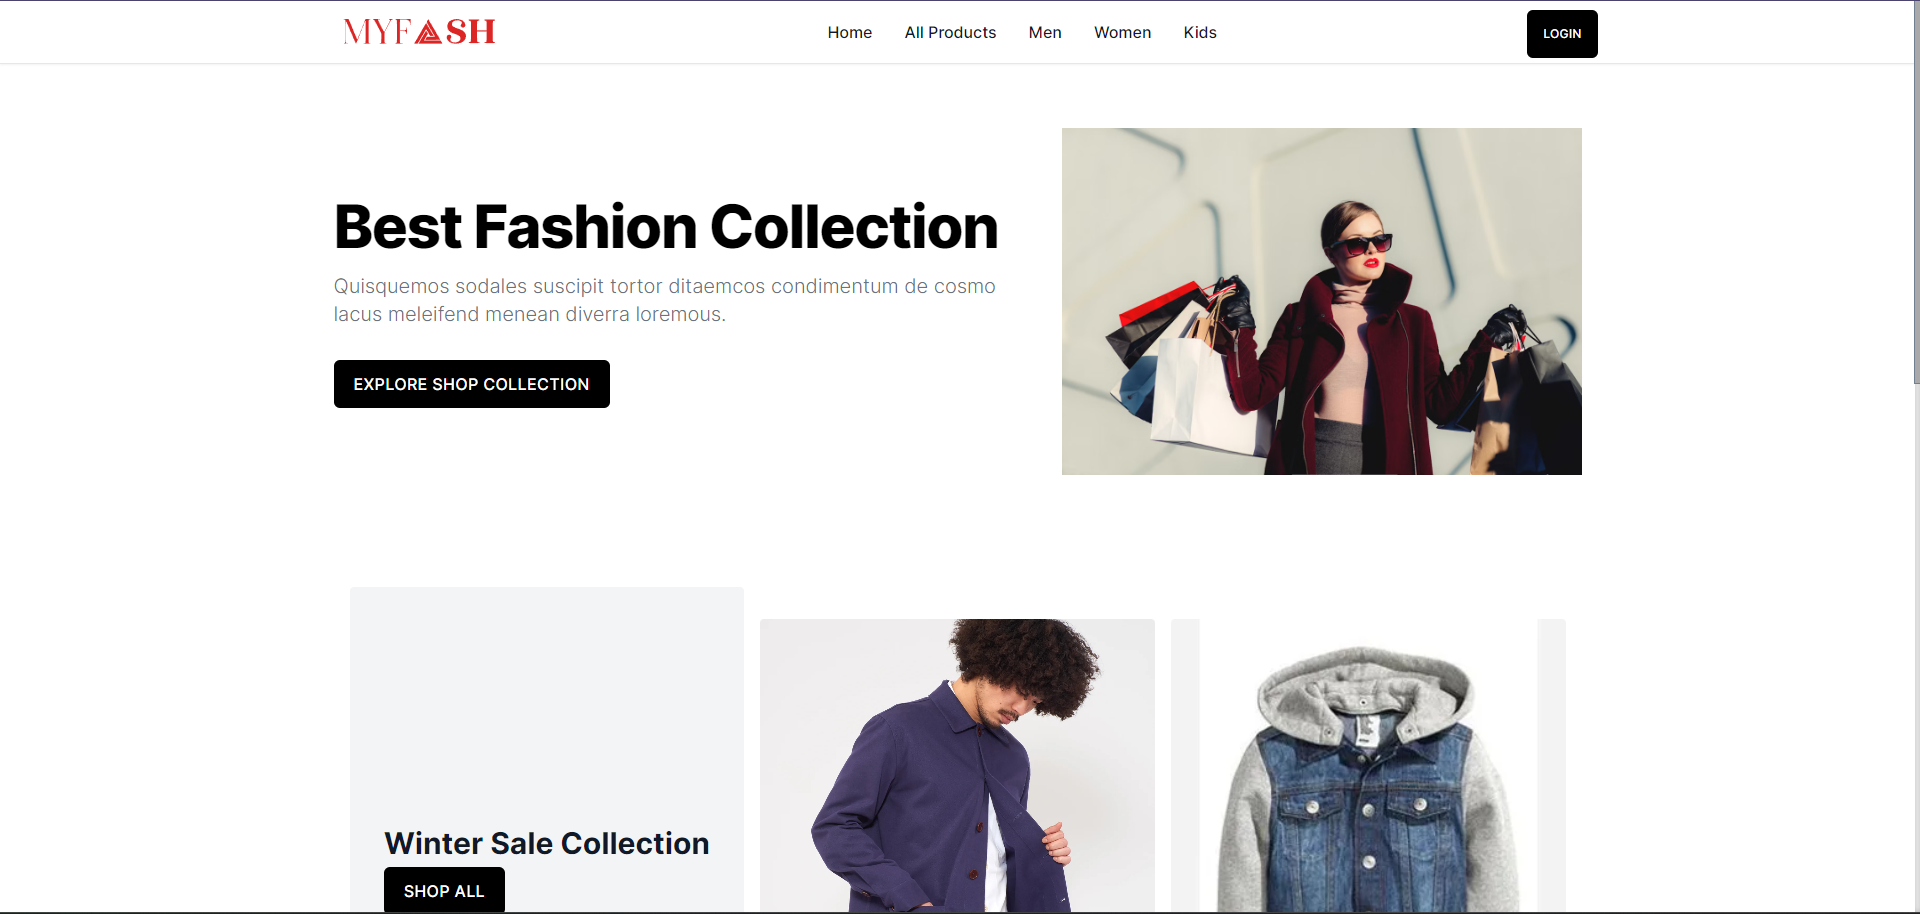 MYFASH
Home
All Products
Men
Women
Kids
LOGIN
Best Fashion Collection
Quisquemos sodales suscipit tortor ditaemcos condimentum de cosmo
lacus meleifend menean diverra loremous.
EXPLORE SHOP COLLECTION
Winter Sale Collection
SHOP ALL